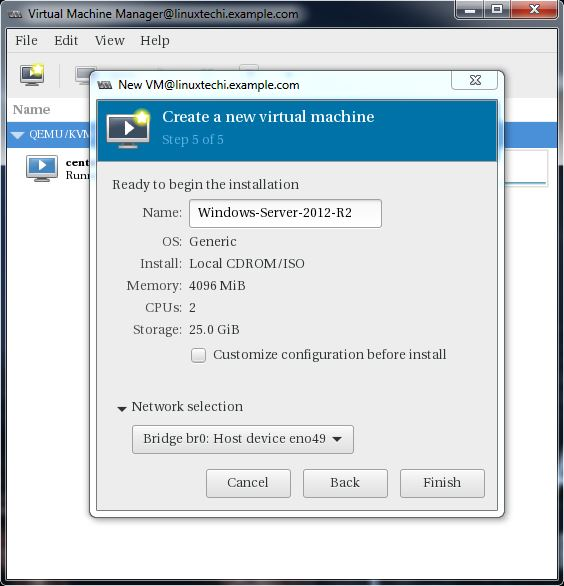 Virtual Machine Manager@linuxtechi.example.com
File Edit View Help
Name
QEMU/KVM
cent
Runn
New VM@linuxtechi.example.com
Create a new virtual machine
Step 5 of 5
Ready to begin the installation
Name: Windows-Server-2012-R2
OS: Generic
Install: Local CDROM/ISO
Memory: 4096 MiB
CPUs: 2
Storage: 25.0 GiB
Customize configuration before install
Network selection
Bridge br0: Host device eno49
Cancel Back Finish